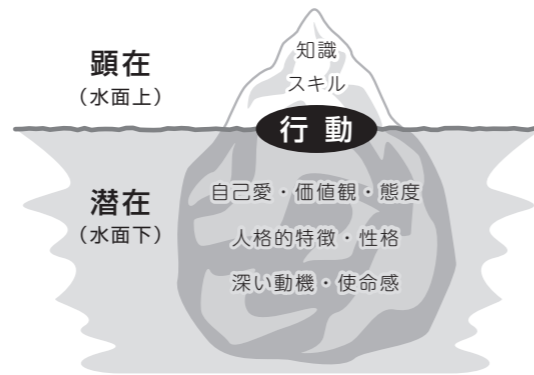 知識
スキル
顕在
（水面上）
行動
潜在
（水面下）
自己愛・価値観・態度
人格的特徴・性格
深い動機・使命感